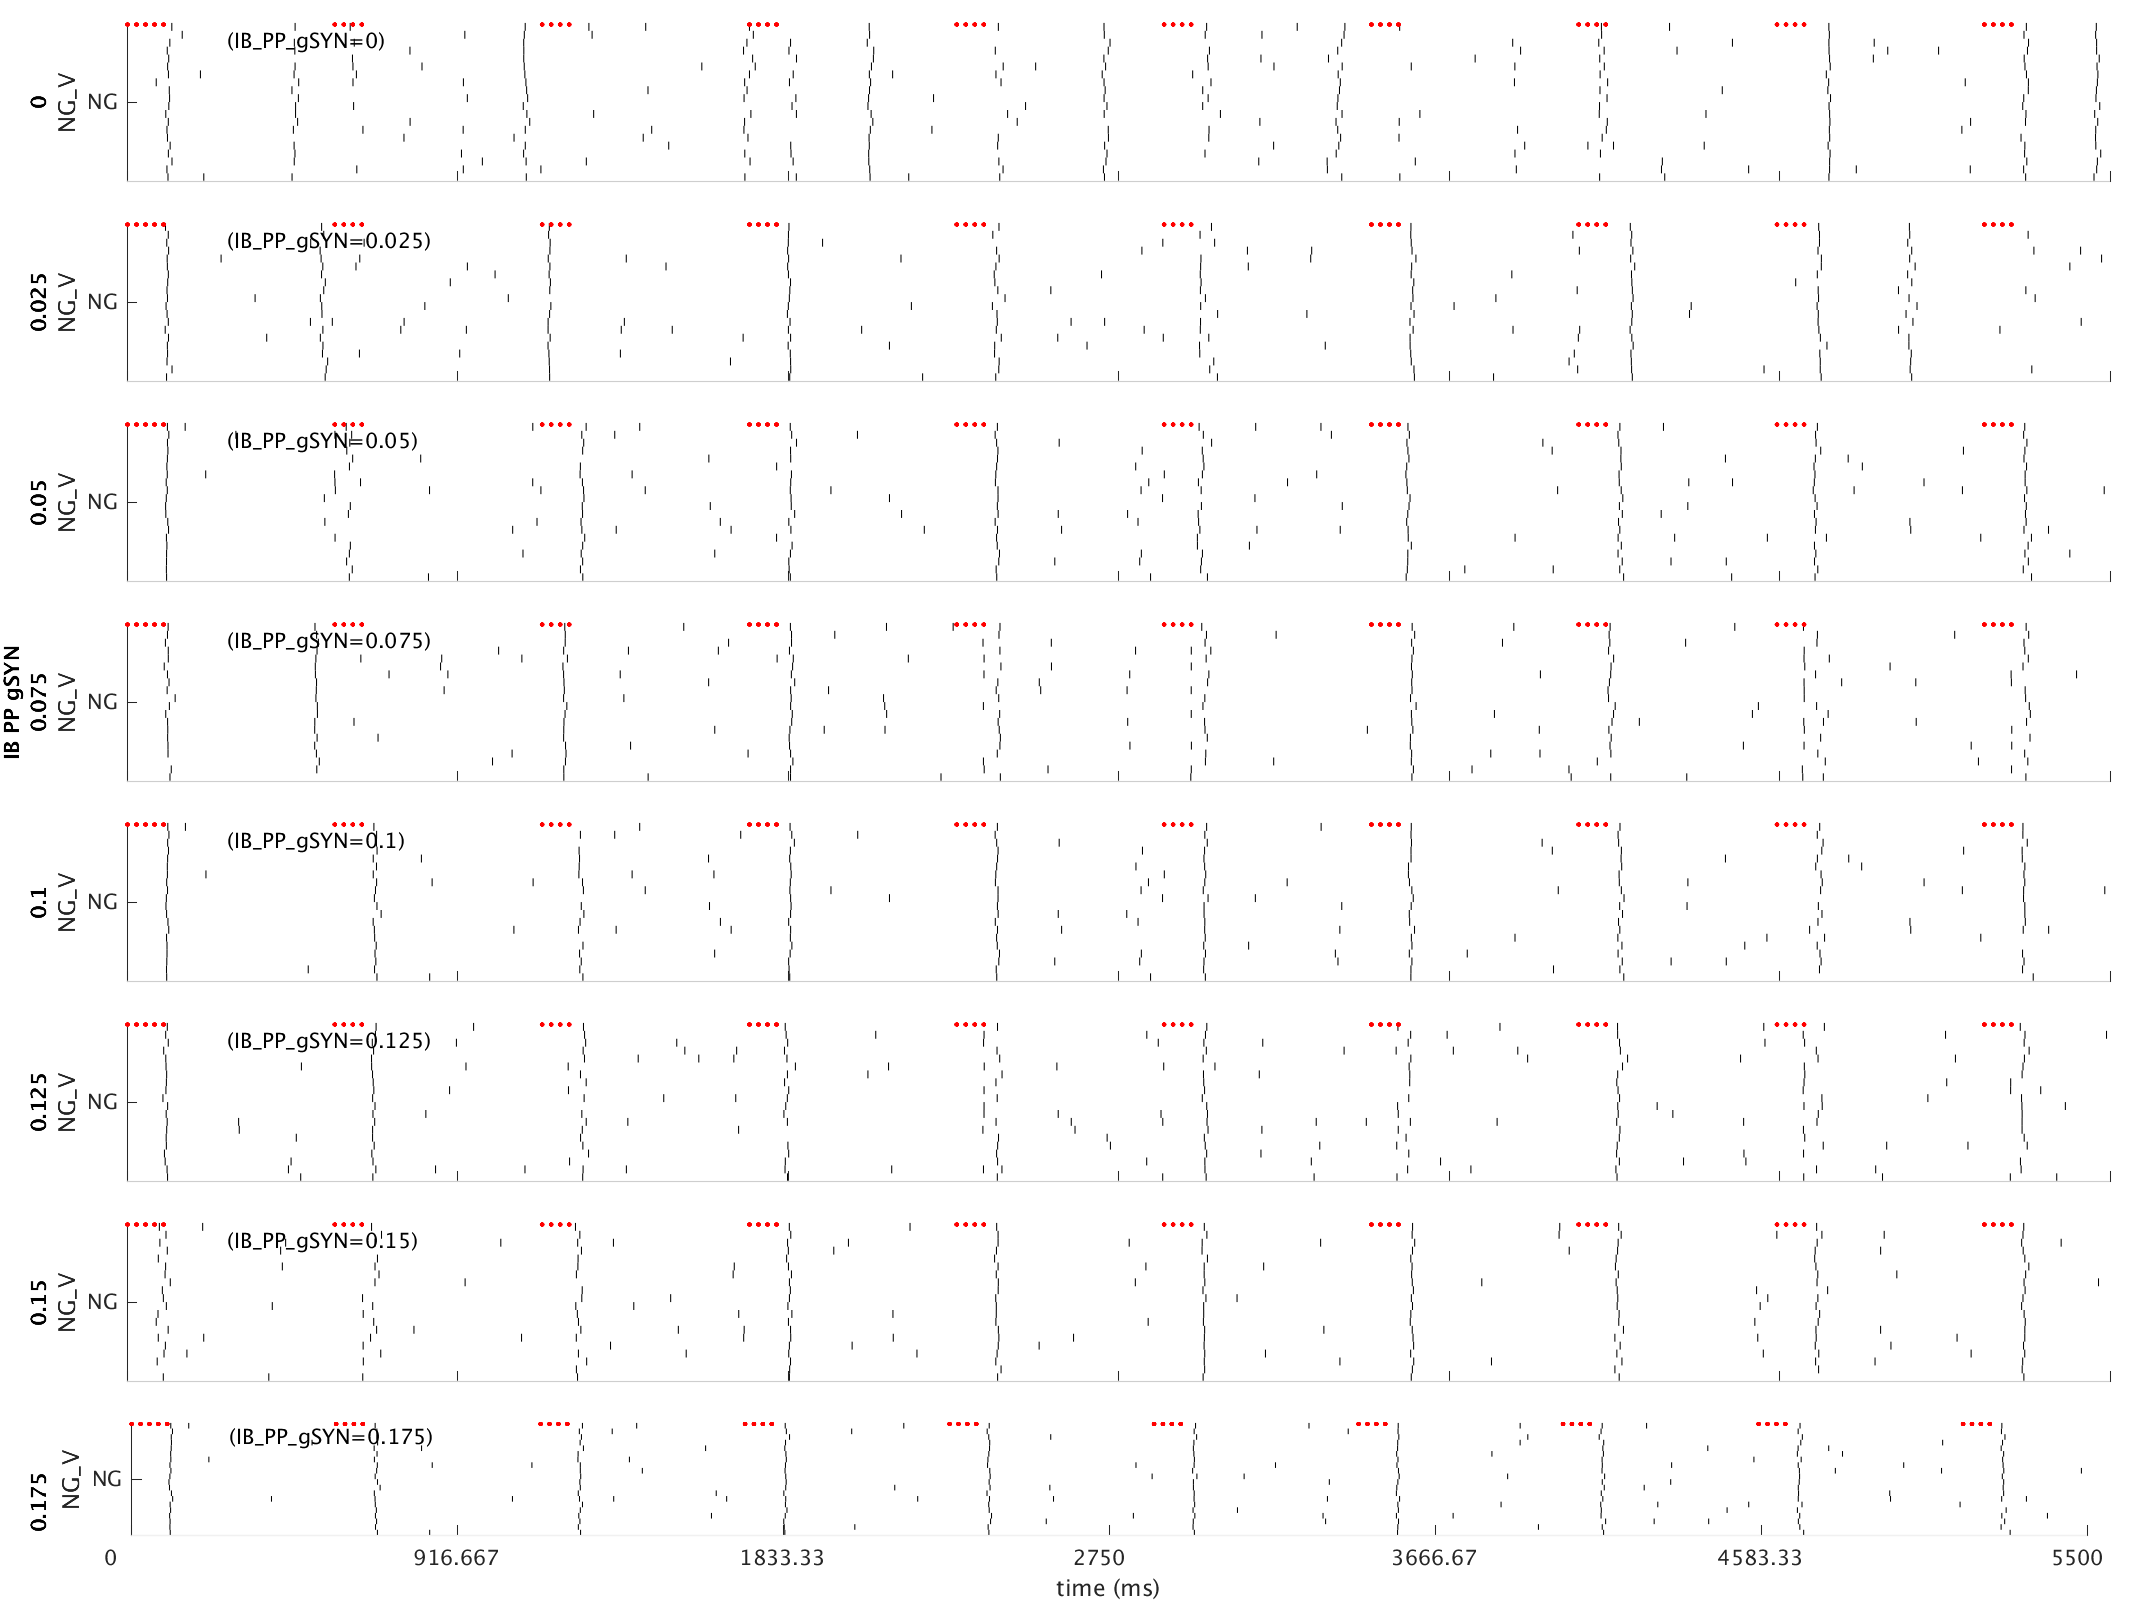 IB PP gSYN
0
NG_V
NG
(IB_PP_gSYN=0)
0.025
NG_V
NG
(IB_PP_gSYN=0.025)
0.05
NG_V
NG
(IB_PP_gSYN=0.05)
0.075
NG_V
NG
(IB_PP_gSYN=0.075)
0.1
NG_V
NG
(IB_PP_gSYN=0.1)
0.125
NG_V
NG
(IB_PP_gSYN=0.125)
0.15
NG_V
NG
(IB_PP_gSYN=0.15)
0.175
NG_V
NG
(IB_PP_gSYN=0.175)
0 916.667 1833.33 2750 3666.67 4583.33 5500
time (ms)